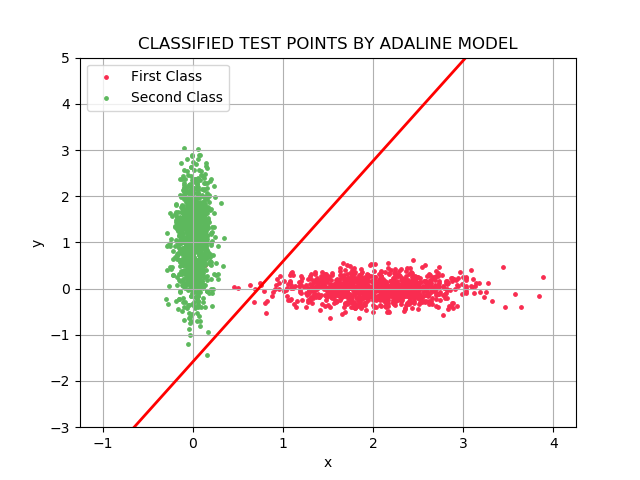 CLASSIFIED TEST POINTS BY ADALINE MODEL
First Class
Second Class
5
4
3
2
1
0
−1
−2
−3
y
−1 0 1 2 3 4
x